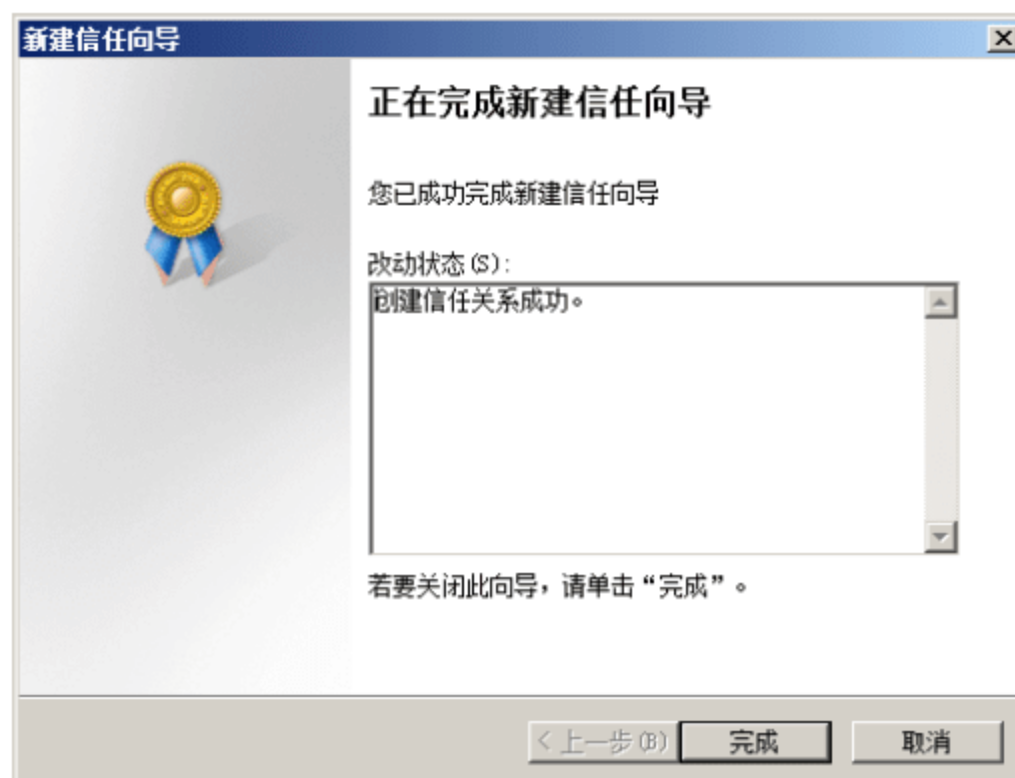 新建信任向导
正在完成新建信任向导
您已成功完成新建信任向导
改动状态(S):
创建信任关系成功。
若要关闭此向导，请单击“完成”。
< 上一步(B)
完成
取消